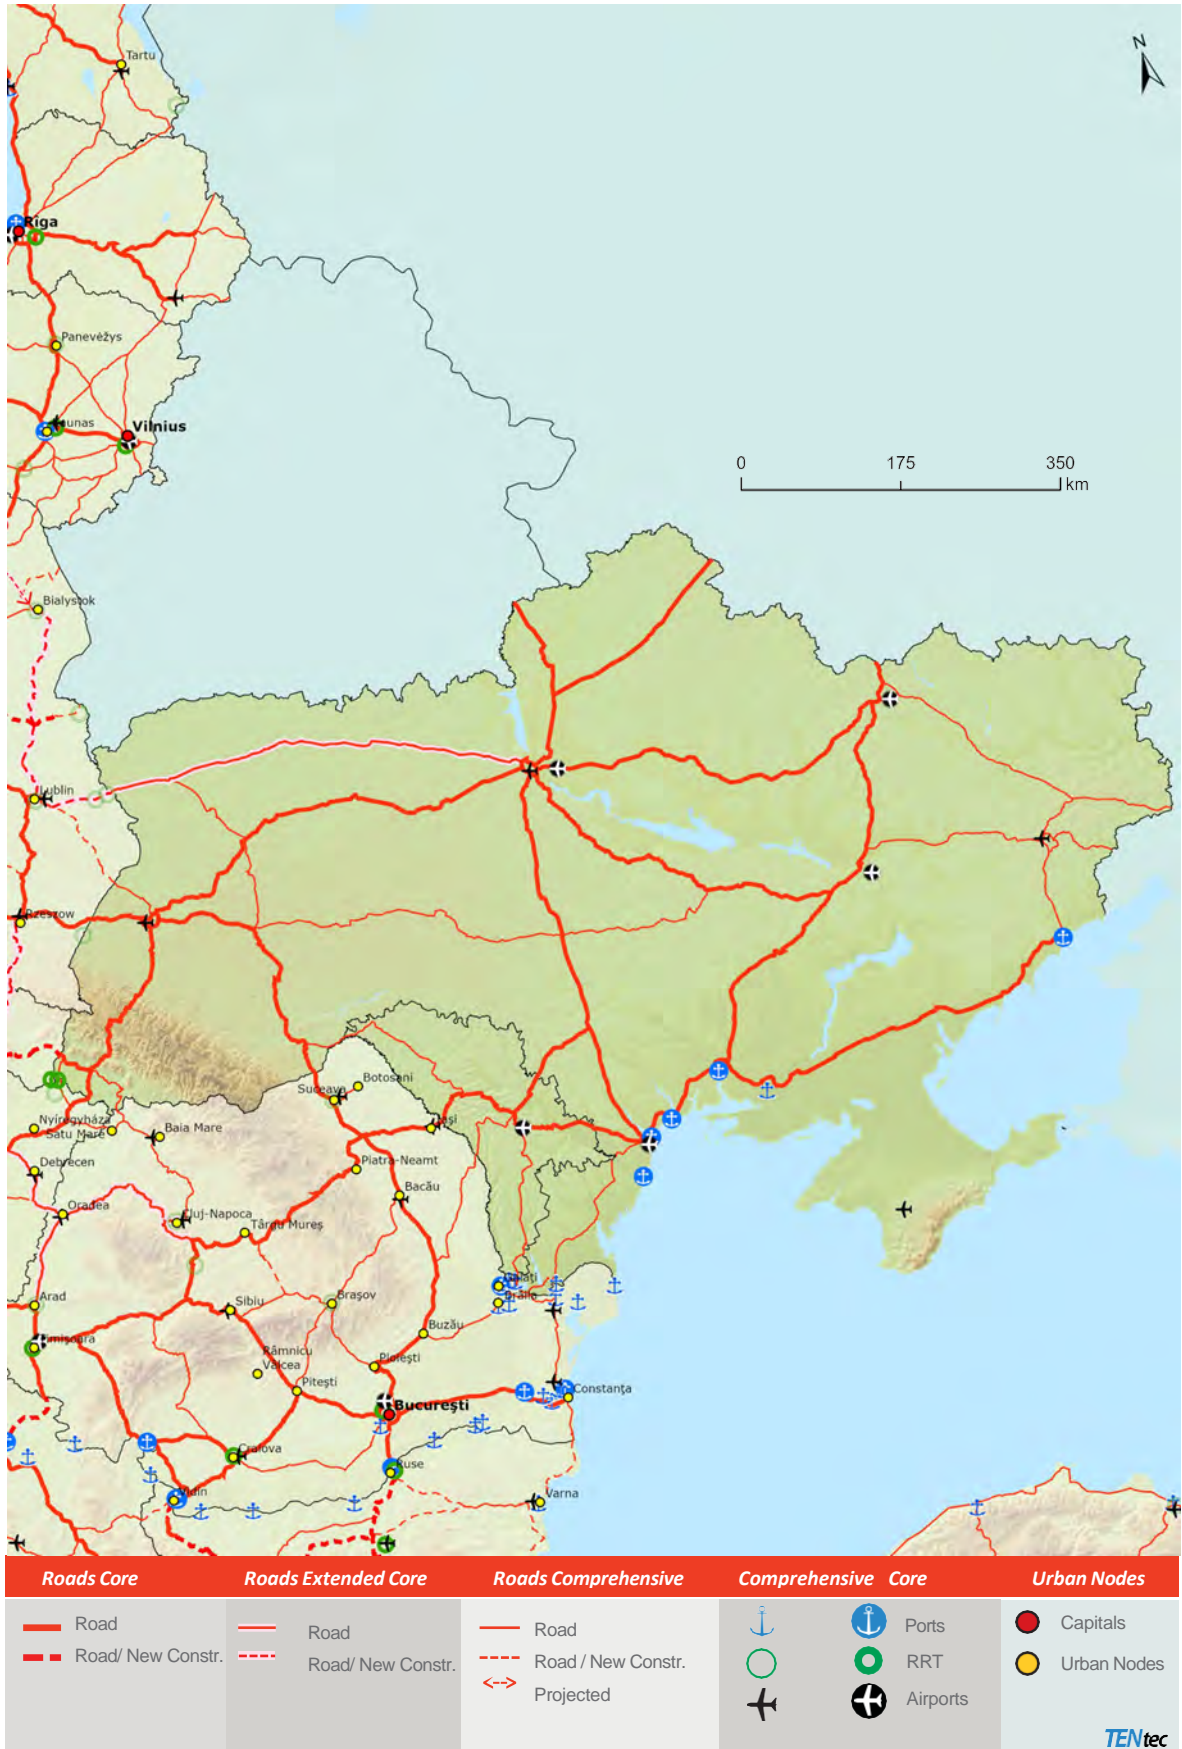 Tartu
N
Riga
Panevėžys
Vilnius
0 175 350
km
Bialystok
Lublin
Rzeszow
Botosani
Suceava
Nyíregyháza
Satu Mare
Baia Mare
Iași
Debrecen
Piatra-Neamt
Bacău
Oradea
Cluj-Napoca
Târgu Mureș
Galați
Arad
Sibiu
Brașov
Brăila
Buzău
Timișoara
Râmnicu
Vâlcea
Ploiești
Pitești
București
Constanța
Craiova
Ruse
Vidin
Varna
Roads Core Roads Extended Core Roads Comprehensive Comprehensive Core Urban Nodes
Road Road Road Ports Capitals
Road/ New Constr. Road/ New Constr. Road / New Constr. RRT Urban Nodes
Projected Airports
TENtec